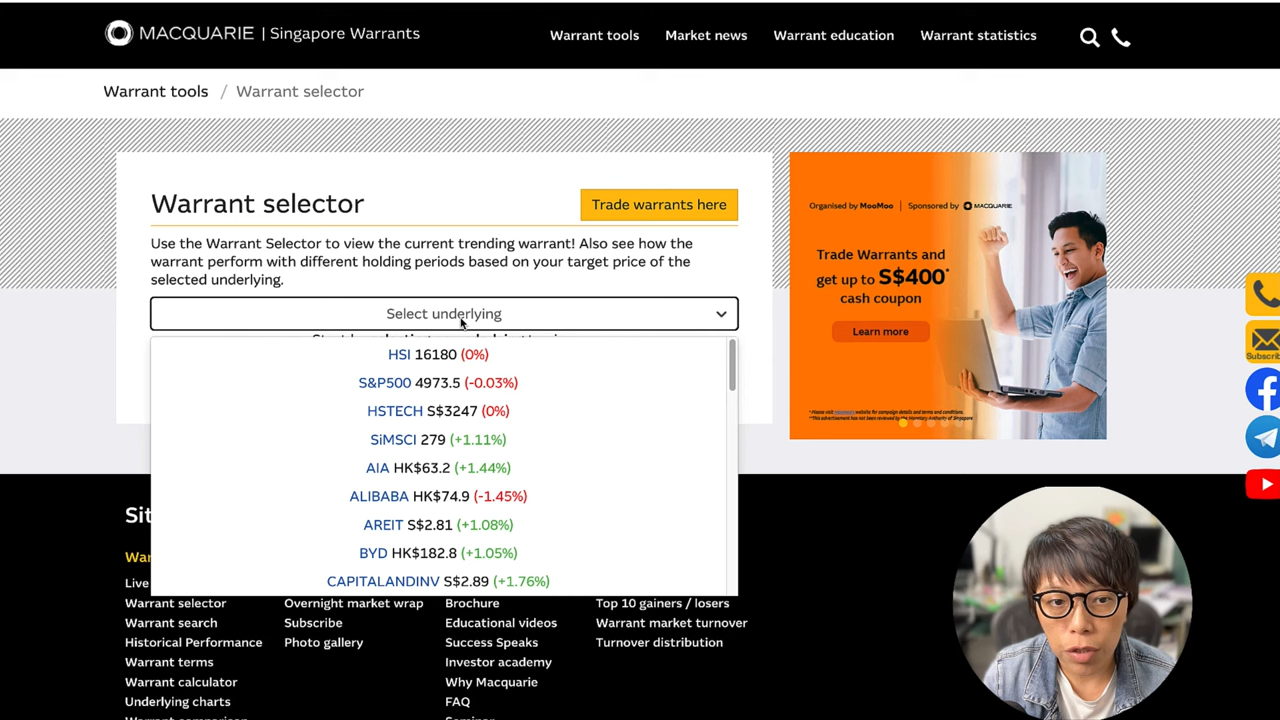 MACQUARIE | Singapore Warrants
Warrant tools
Market news
Warrant education
Warrant statistics
Warrant tools / Warrant selector
Warrant selector
Trade warrants here
Use the Warrant Selector to view the current trending warrant! Also see how the
warrant perform with different holding periods based on your target price of the
selected underlying.
Select underlying
HSI 16180 (0%)
S&P500 4973.5 (-0.03%)
HSTECH S$3247 (0%)
SiMSCI 279 (+1.11%)
AIA HK$63.2 (+1.44%)
ALIBABA HK$74.9 (-1.45%)
AREIT S$2.81 (+1.08%)
BYD HK$182.8 (+1.05%)
CAPITALANDINV S$2.89 (+1.76%)
Organised by MooMoo | Sponsored by MACQUARIE
Trade Warrants and
get up to S$400*
cash coupon
Learn more
Subscrib
Sit
War
Live
Warrant selector
Warrant search
Historical Performance
Warrant terms
Warrant calculator
Underlying charts
Warrant comparison
Overnight market wrap
Subscribe
Photo gallery
Brochure
Educational videos
Success Speaks
Investor academy
Why Macquarie
FAQ
Seminar
Top 10 gainers / losers
Warrant market turnover
Turnover distribution